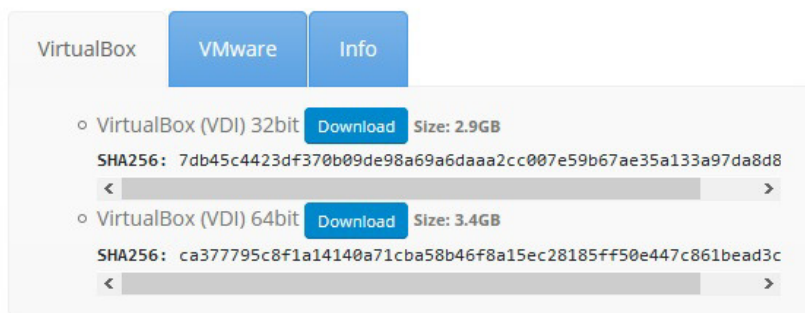 VirtualBox VMware Info
VirtualBox (VDI) 32bit Download Size: 2.9GB
SHA256: 7db45c4423df370b09de98a69a6daaa2cc007e59b67ae35a133a97da8d8
VirtualBox (VDI) 64bit Download Size: 3.4GB
SHA256: ca377795c8f1a14140a71cba58b46f8a15ec28185ff50e447c861bead3c